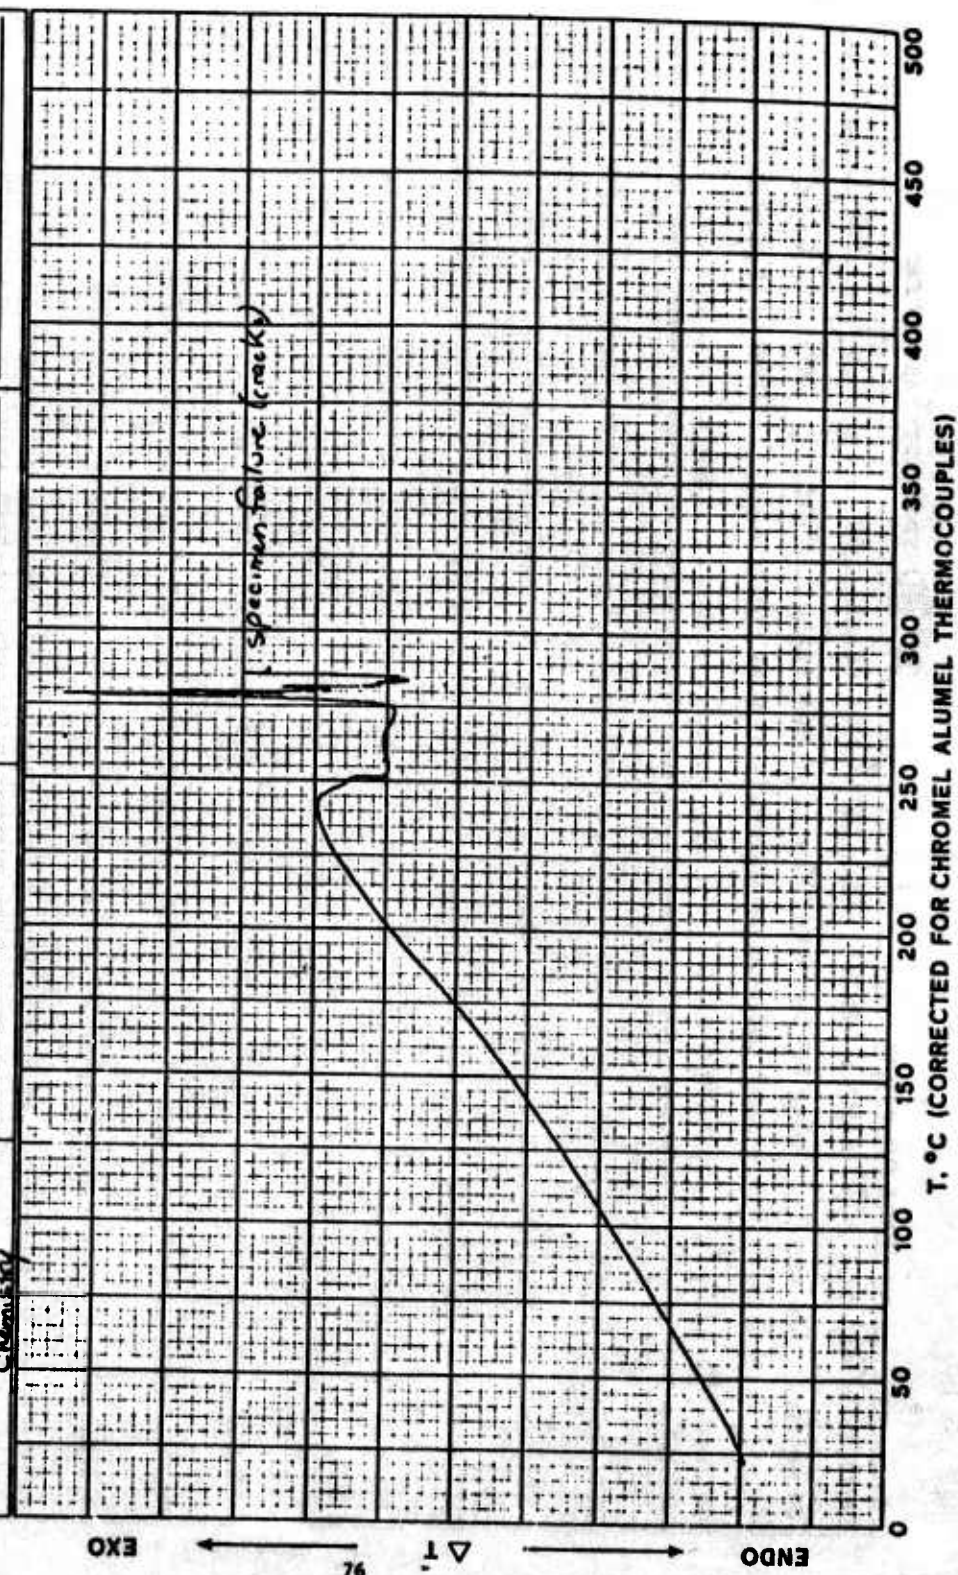 Chemistry
specimen failure (cracks)
EXO
Δ T
ENDO
76
0
50
100
150
200
250
300
350
400
450
500
T. °C (CORRECTED FOR CHROMEL ALUMEL THERMOCOUPLES)